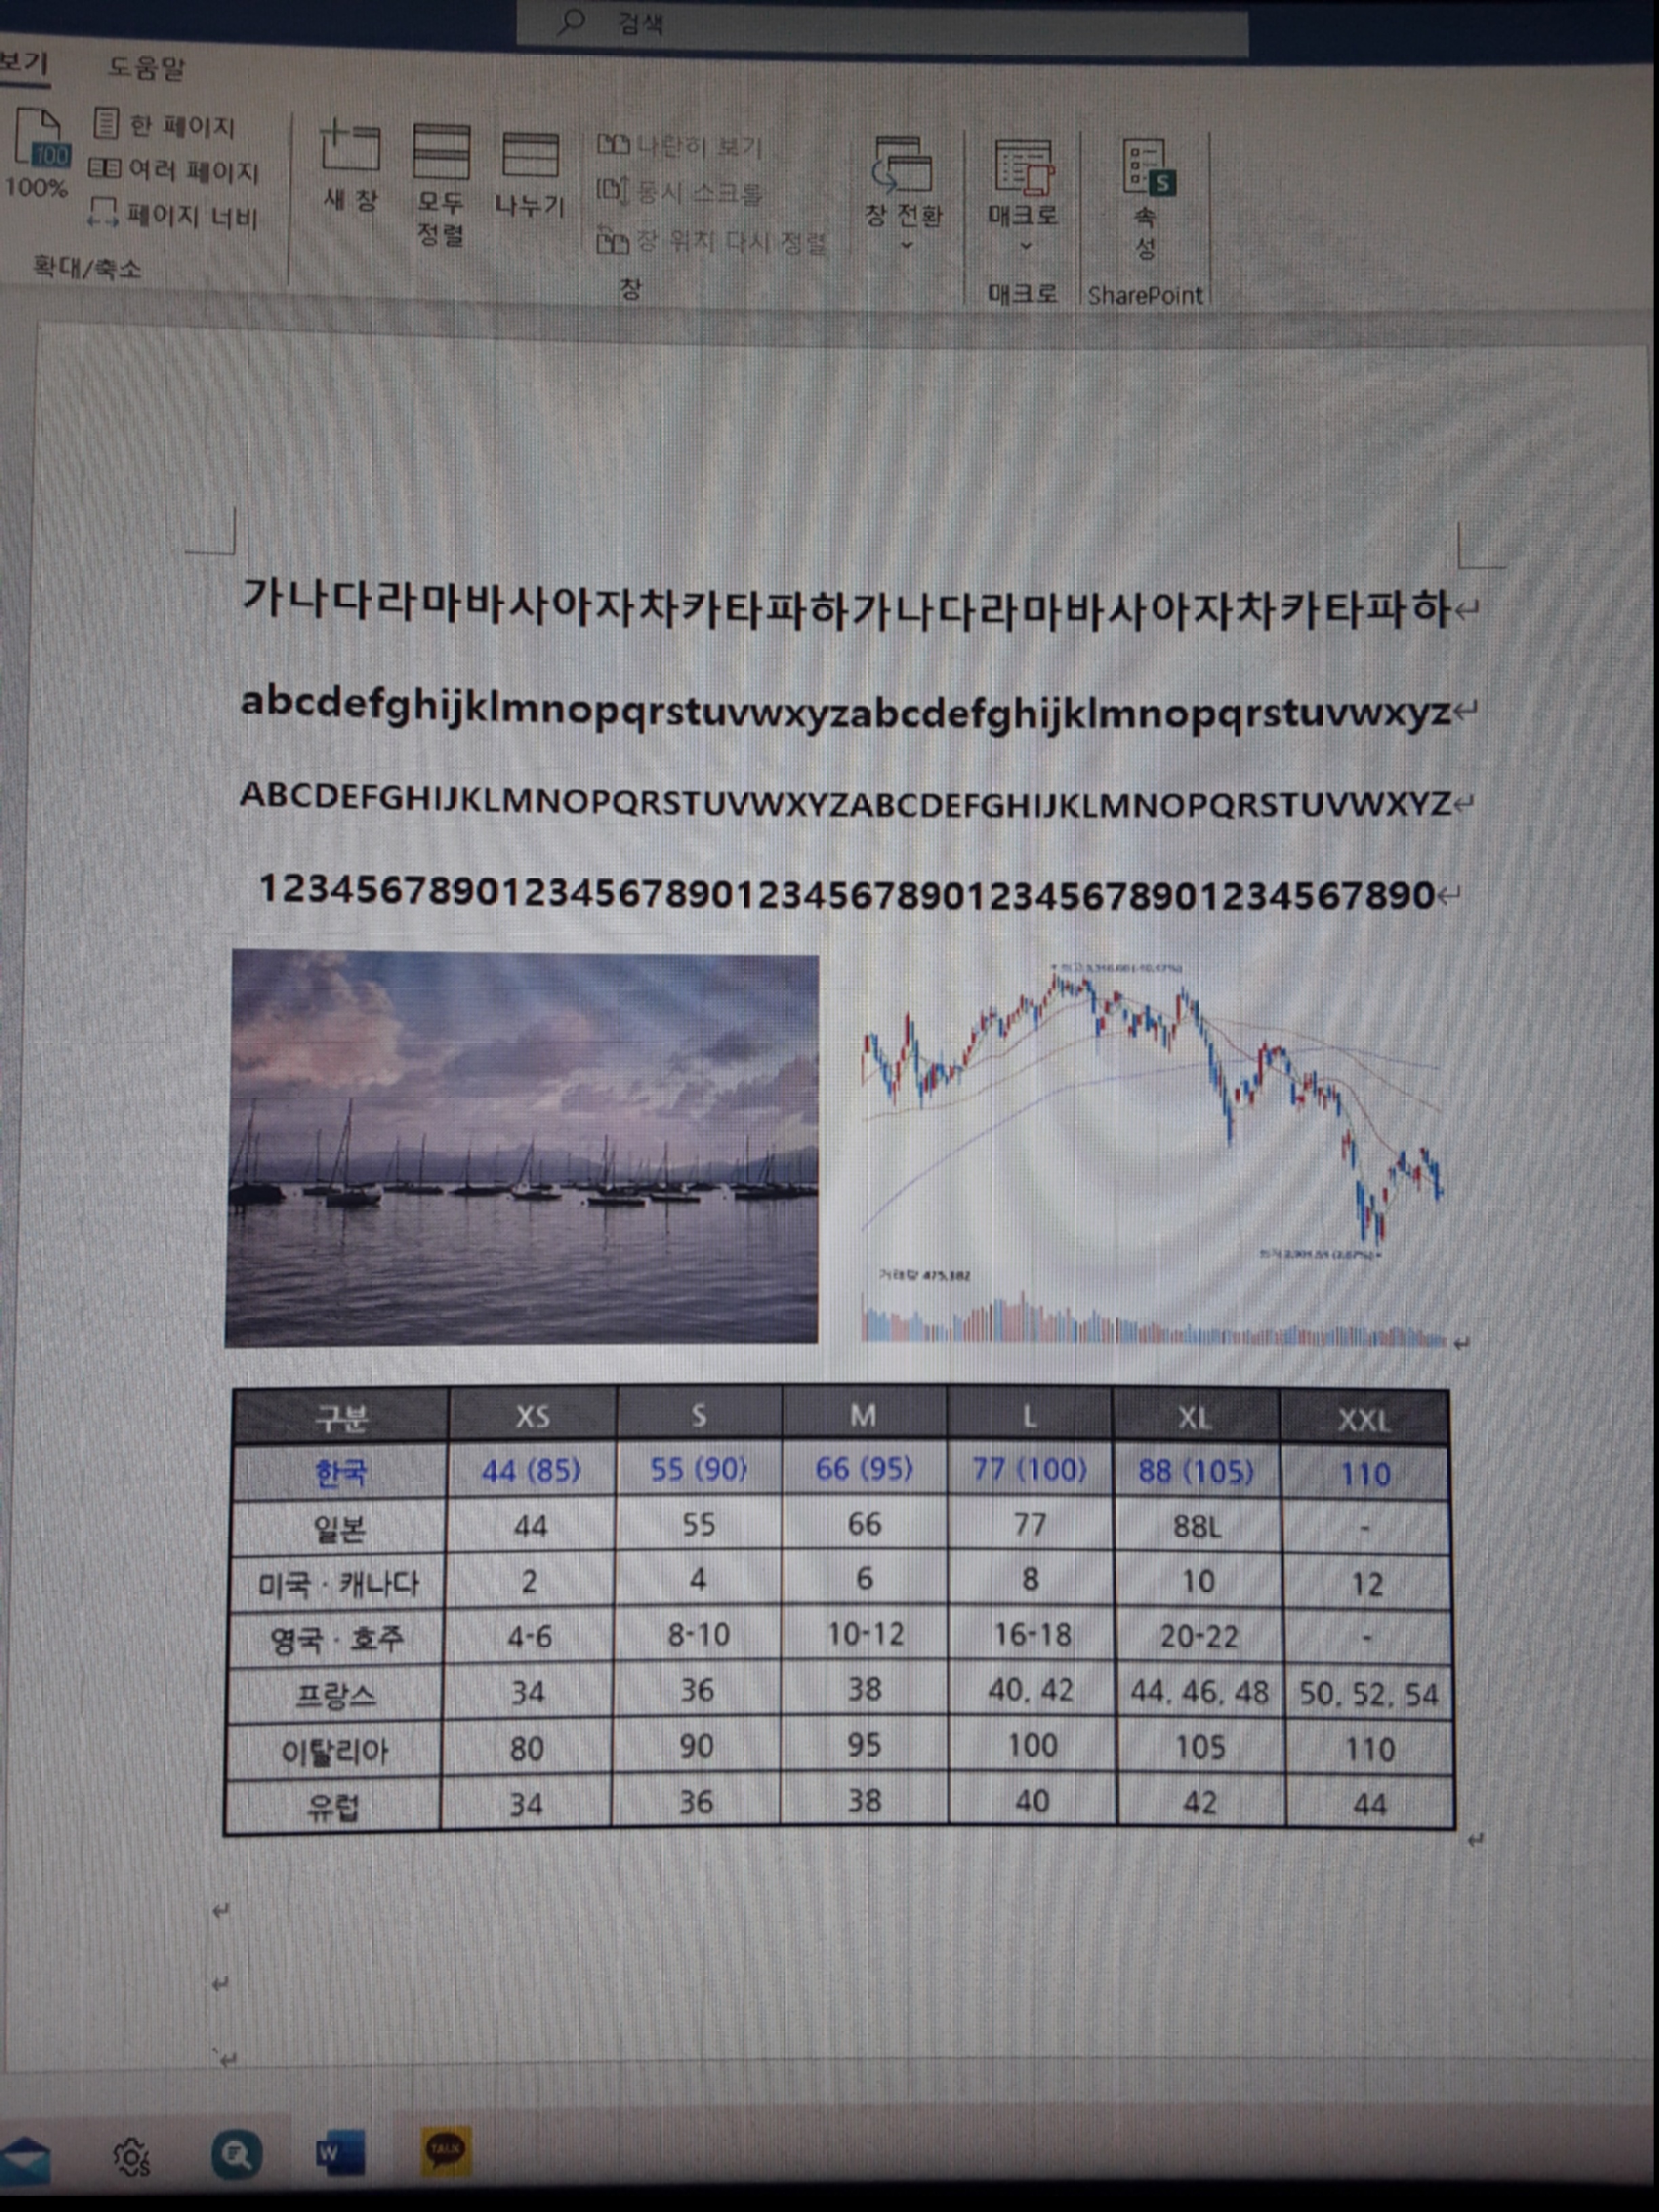 검색
보기 도움말
한 페이지
여러 페이지
페이지 너비
100
100%
확대/축소
새 창
모두
정렬
나누기
나란히 보기
동시 스크롤
창 위치 다시 정렬
창
창 전환
매크로
매크로
속
성
SharePoint
가나다라마바사아자차카타파하가나다라마바사아자차카타파하
abcdefghijklmnopqrstuvwxyzabcdefghijklmnopqrstuvwxyz
ABCDEFGHIJKLMNOPQRSTUVWXYZABCDEFGHIJKLMNOPQRSTUVWXYZ
12345678901234567890123456789012345678901234567890
거래량 475,182
구분 XS S M L XL XXL
한국 44 (85) 55 (90) 66 (95) 77 (100) 88 (105) 110
일본 44 55 66 77 88L -
미국 · 캐나다 2 4 6 8 10 12
영국 · 호주 4-6 8-10 10-12 16-18 20-22 -
프랑스 34 36 38 40, 42 44, 46, 48 50, 52, 54
이탈리아 80 90 95 100 105 110
유럽 34 36 38 40 42 44
W
TALK